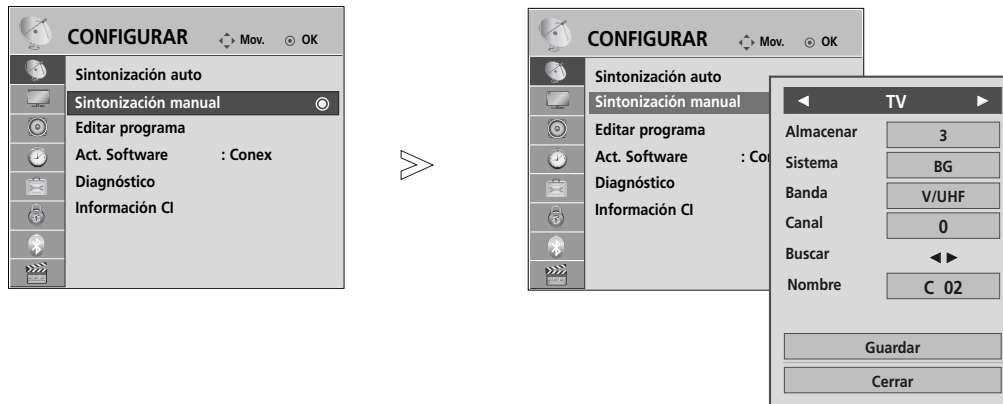 CONFIGURAR Mov. OK
Sintonización auto
Sintonización manual
Editar programa
Act. Software : Conex
Diagnóstico
Información CI
CONFIGURAR Mov. OK
Sintonización auto
Sintonización manual
Editar programa
Act. Software : Co
Diagnóstico
Información CI
◄ TV ►
Almacenar 3
Sistema BG
Banda V/UHF
Canal 0
Buscar ◄ ►
Nombre C 02
Guardar
Cerrar